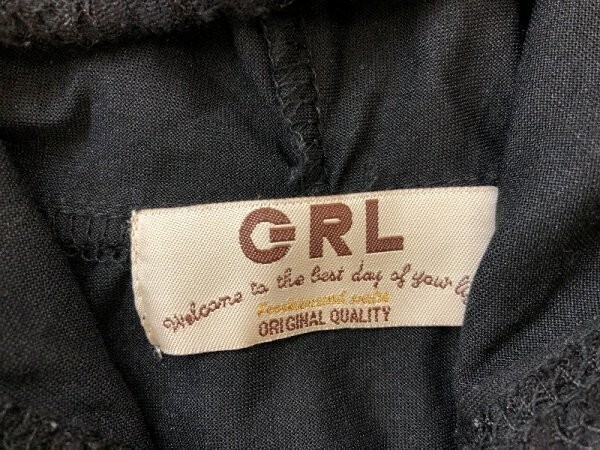 GRL
Welcome to the best day of your
ORIGINAL QUALITY